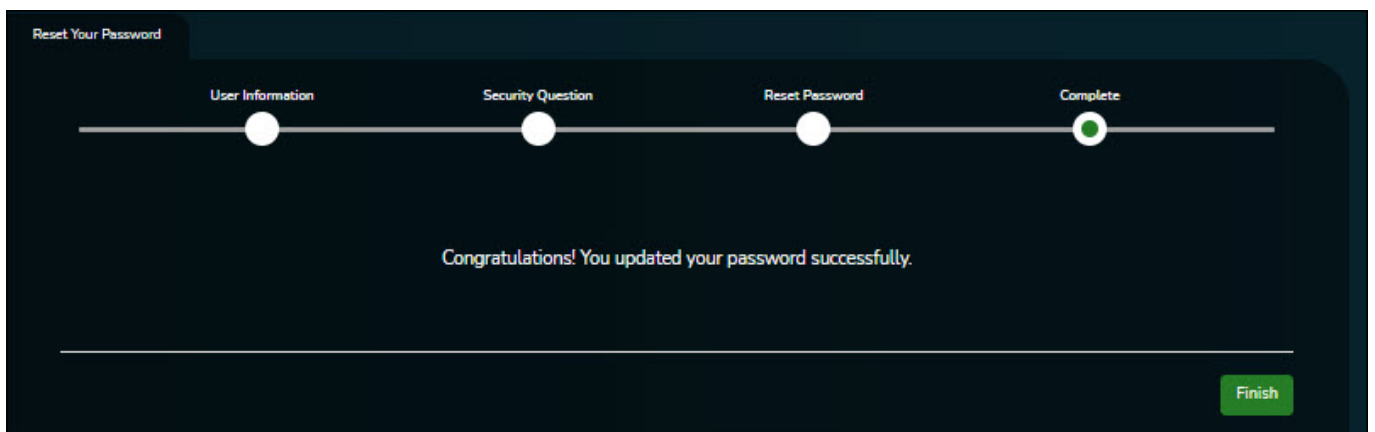 Reset Your Password
User Information Security Question Reset Password Complete
Congratulations! You updated your password successfully.
Finish